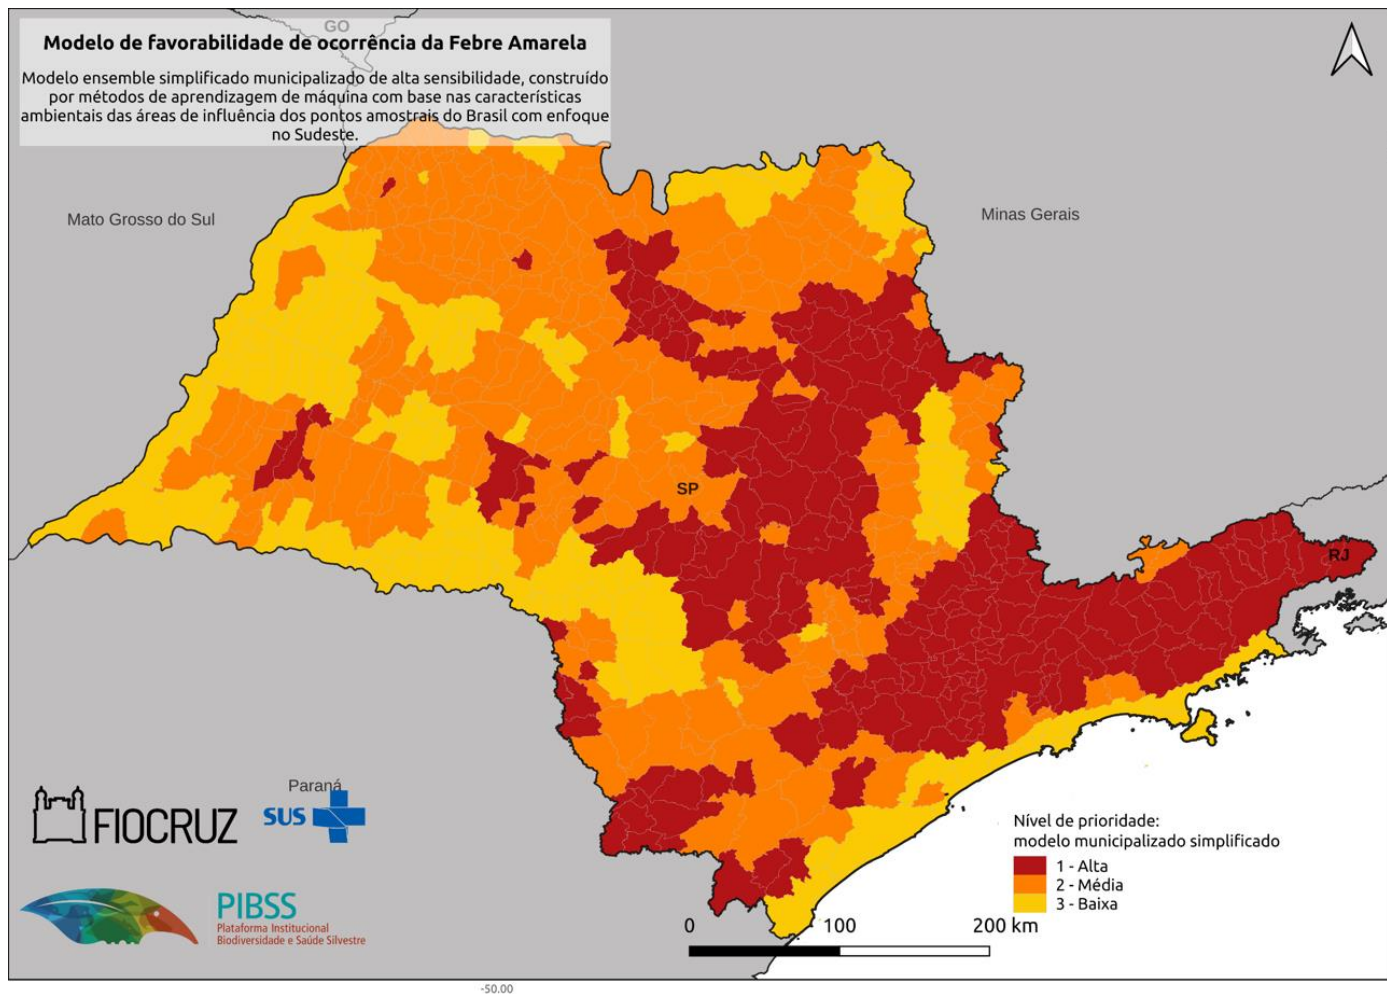 GO
Modelo de favorabilidade de ocorrência da Febre Amarela
Modelo ensemble simplificado municipalizado de alta sensibilidade, construído
por métodos de aprendizagem de máquina com base nas características
ambientais das áreas de influência dos pontos amostrais do Brasil com enfoque
no Sudeste.
Mato Grosso do Sul
Minas Gerais
SP
RJ
Paraná
FIOCRUZ
SUS
PIBSS
Plataforma Institucional
Biodiversidade e Saúde Silvestre
Nível de prioridade:
modelo municipalizado simplificado
1 - Alta
2 - Média
3 - Baixa
0 100 200 km
-50.00